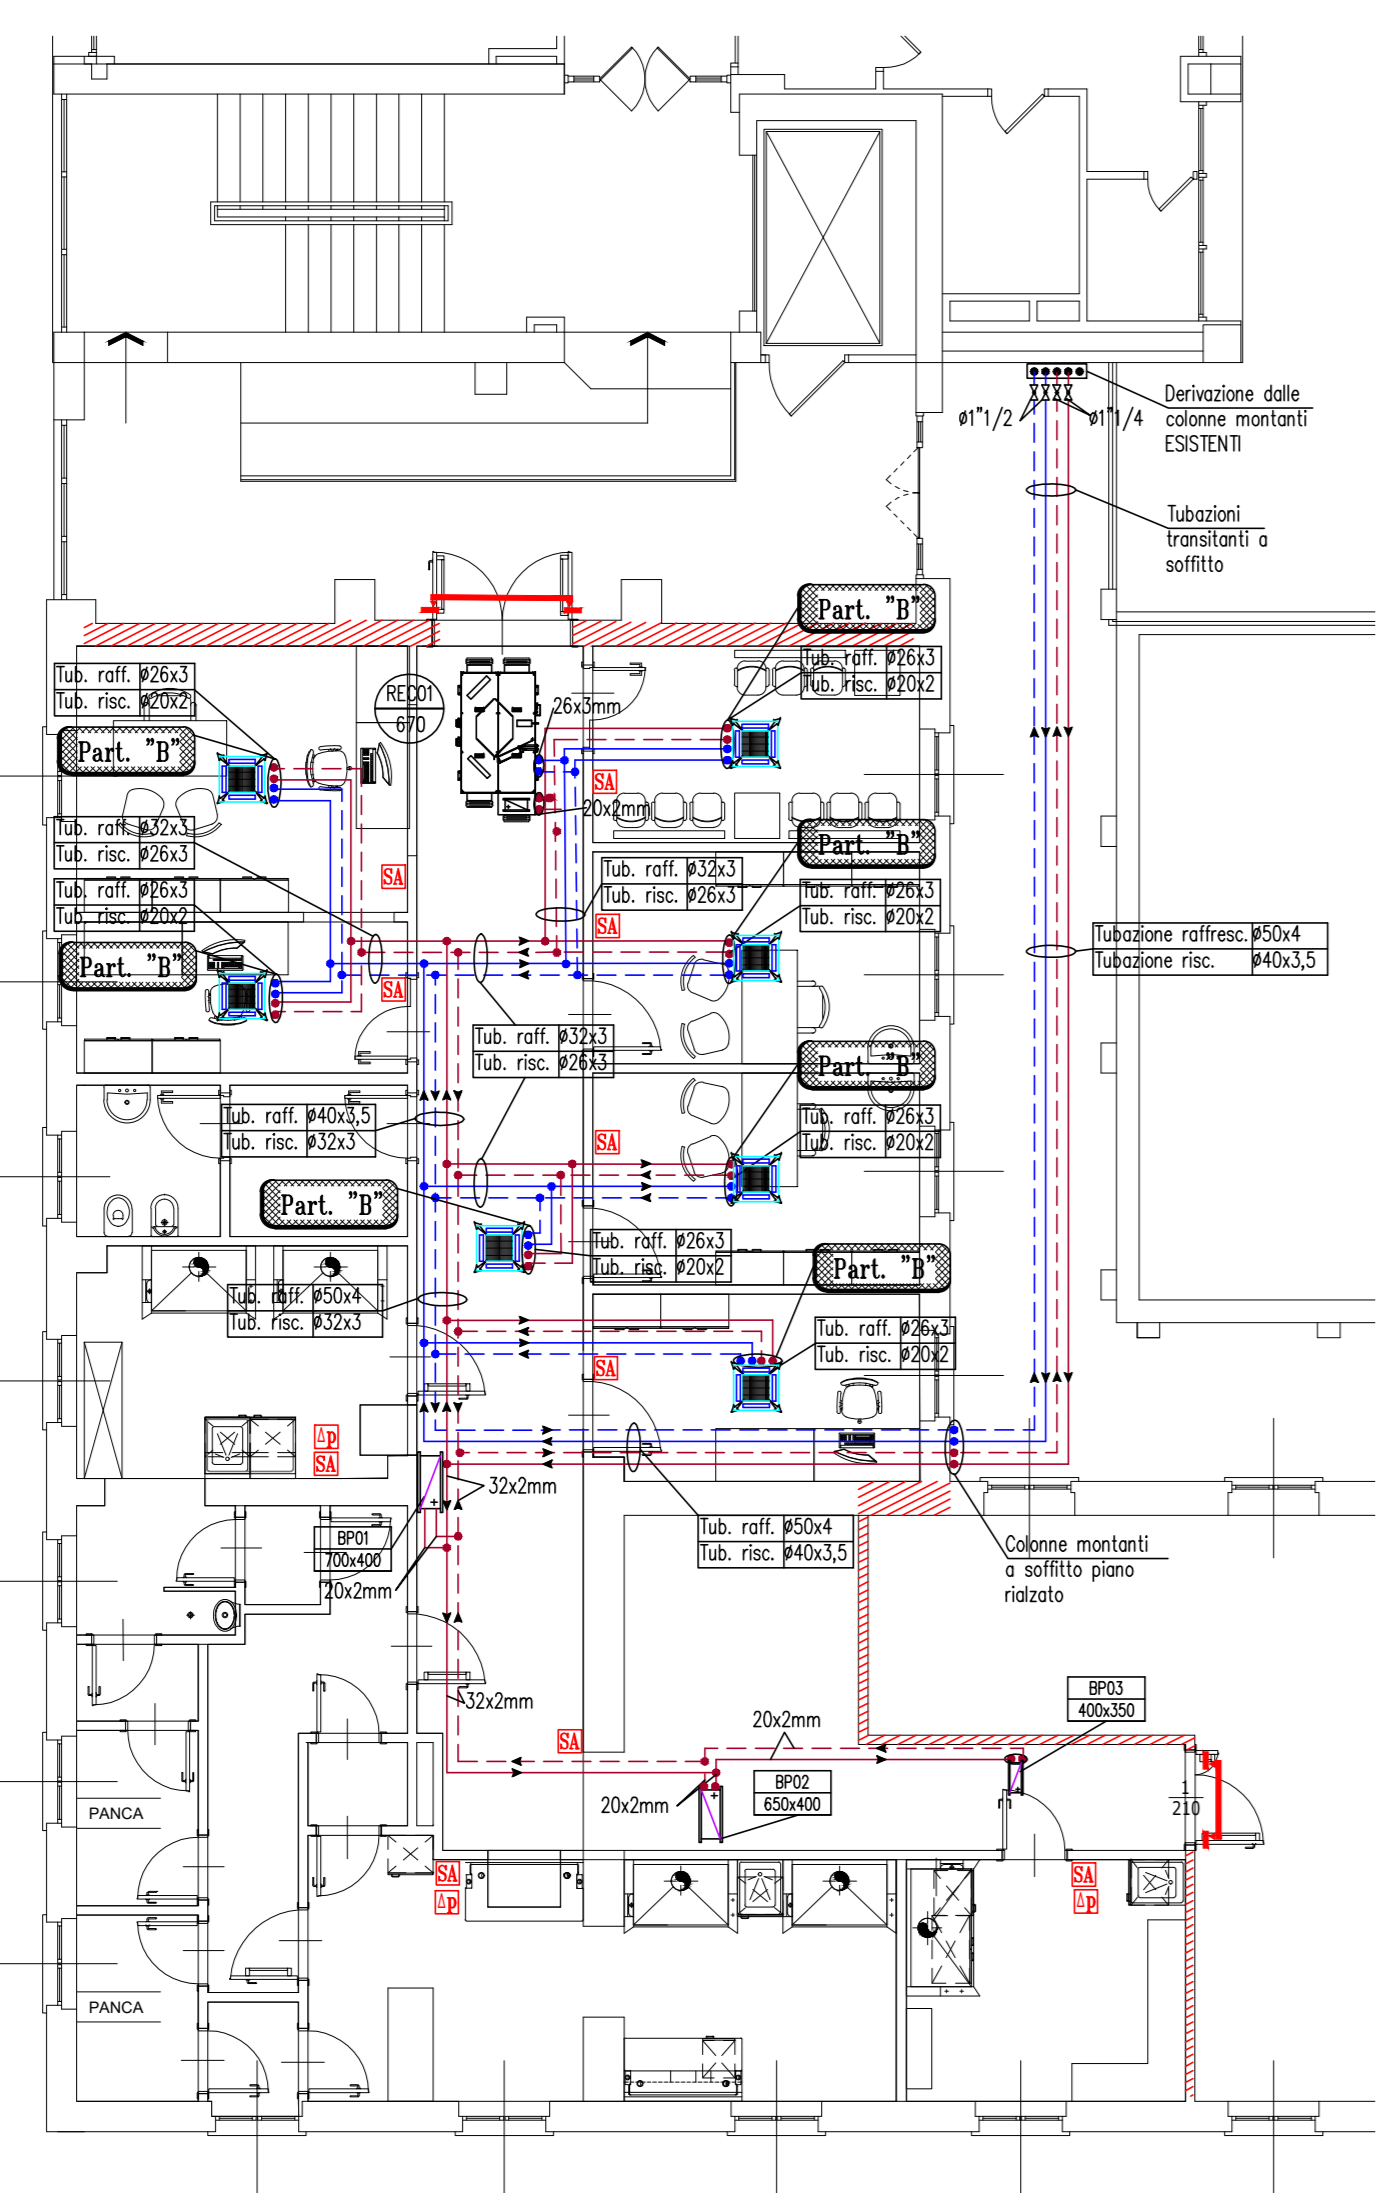 ø1"1/2
ø1"1/4
Derivazione dalle
colonne montanti
ESISTENTI
Tubazioni
transitanti a
soffitto
Part. "B"
Tub. raff. ø26x3
Tub. risc. ø20x2
Tub. raff. ø26x3
Tub. risc. ø20x2
REC01
670
26x3mm
Part. "B"
SA
20x2mm
Tub. raff. ø32x3
Tub. risc. ø26x3
Part. "B"
SA
Tub. raff. ø32x3
Tub. risc. ø26x3
Tub. raff. ø26x3
Tub. risc. ø20x2
Tub. raff. ø26x3
Tub. risc. ø20x2
SA
Tubazione raffresc. ø50x4
Tubazione risc. ø40x3,5
Part. "B"
SA
Tub. raff. ø32x3
Tub. risc. ø26x3
Part. "B"
Tub. raff. ø40x3,5
Tub. risc. ø32x3
Tub. raff. ø26x3
Tub. risc. ø20x2
SA
Part. "B"
Tub. raff. ø26x3
Tub. risc. ø20x2
Part. "B"
Tub. raff. ø50x4
Tub. risc. ø32x3
Tub. raff. ø26x3
Tub. risc. ø20x2
SA
Δp
SA
32x2mm
BP01
700x400
20x2mm
Tub. raff. ø50x4
Tub. risc. ø40x3,5
Colonne montanti
a soffitto piano
rialzato
32x2mm
SA
20x2mm
BP03
400x350
BP02
650x400
20x2mm
1
210
PANCA
SA
Δp
SA
Δp
PANCA